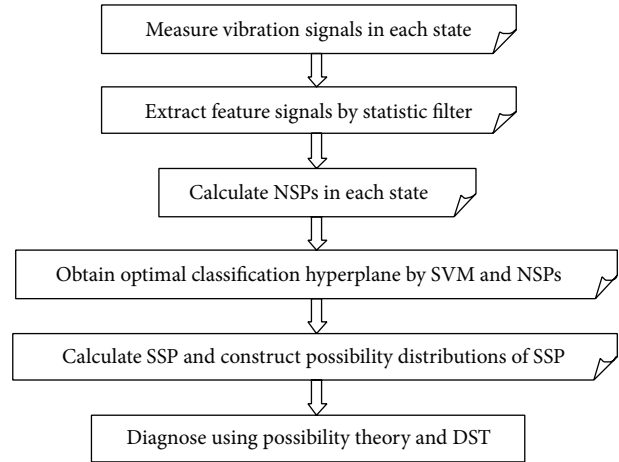 Measure vibration signals in each state
Extract feature signals by statistic filter
Calculate NSPs in each state
Obtain optimal classification hyperplane by SVM and NSPs
Calculate SSP and construct possibility distributions of SSP
Diagnose using possibility theory and DST